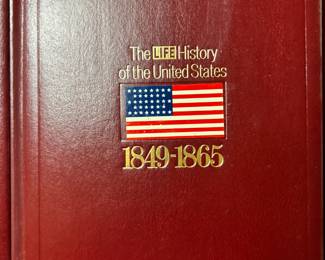 The LIFE History
of the United States
1849-1865